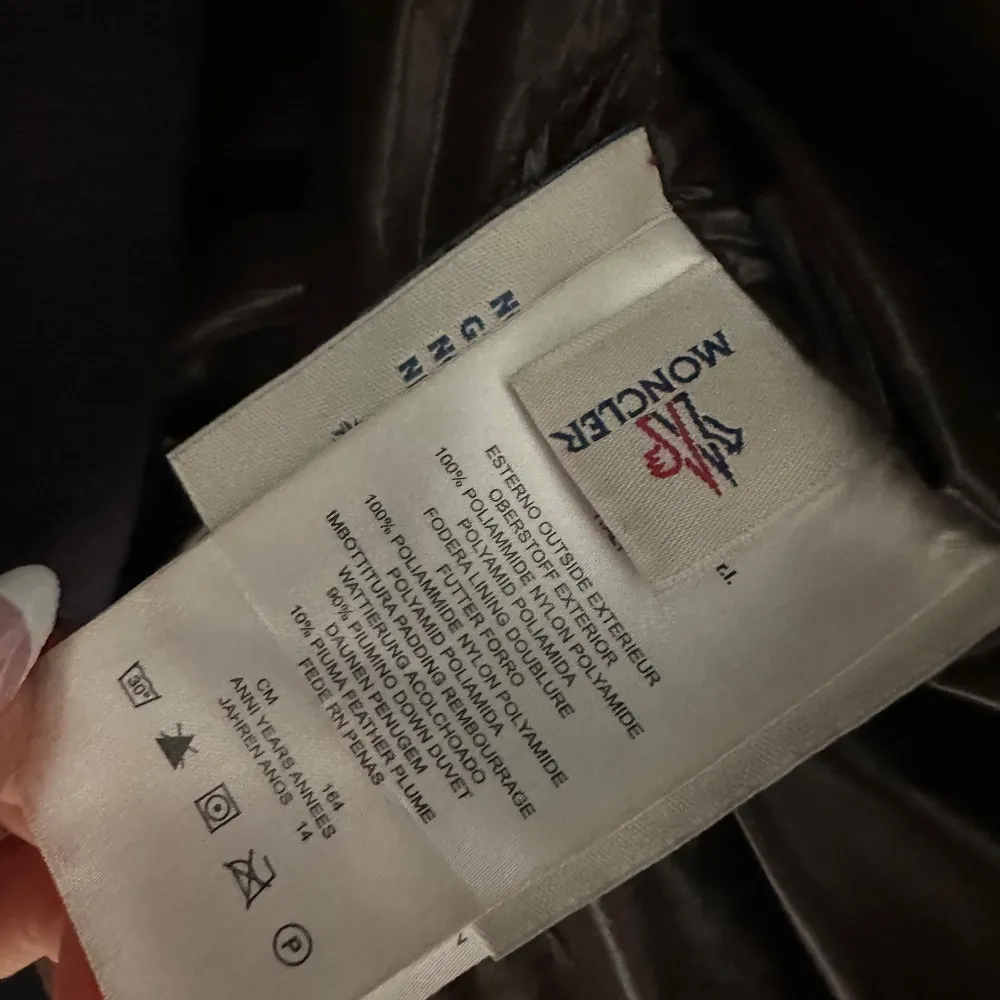 MONCLER
r.l.
ESTERNO OUTSIDE EXTERIEUR
OBERSTOFF EXTERIOR
100% POLIAMMIDE NYLON POLYAMIDE
POLYAMID POLIAMIDA
FODERA LINING DOUBLURE
FUTTER FORRO
100% POLIAMMIDE NYLON POLYAMIDE
POLYAMID POLIAMIDA
IMBOTTITURA PADDING REMBOURRAGE
WATTIERUNG ACOLCHOADO
90% PIUMINO DOWN DUVET
DAUNEN PENUGEM
10% PIUMA FEATHER PLUME
FEDERN PENAS
CM 164
ANNI YEARS ANNEES
JAHREN ANOS 14
30°
P